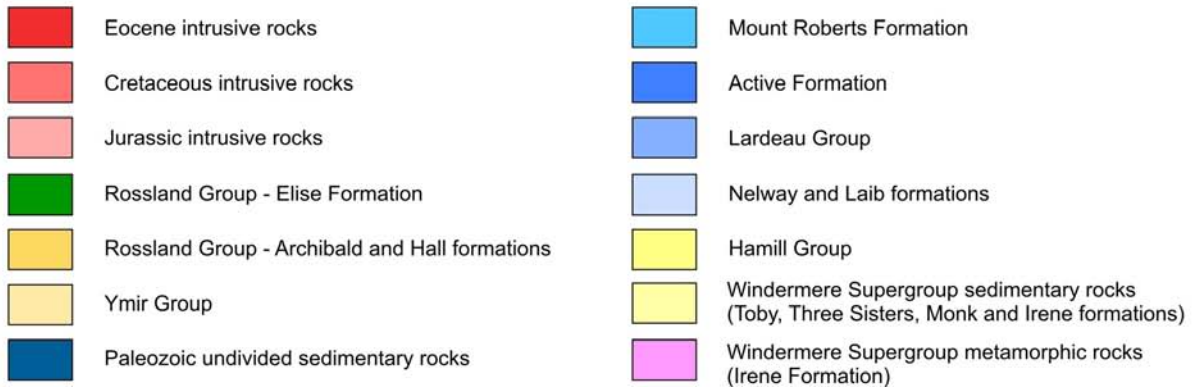 Eocene intrusive rocks
Cretaceous intrusive rocks
Jurassic intrusive rocks
Rossland Group - Elise Formation
Rossland Group - Archibald and Hall formations
Ymir Group
Paleozoic undivided sedimentary rocks
Mount Roberts Formation
Active Formation
Lardeau Group
Nelway and Laib formations
Hamill Group
Windermere Supergroup sedimentary rocks
(Toby, Three Sisters, Monk and Irene formations)
Windermere Supergroup metamorphic rocks
(Irene Formation)